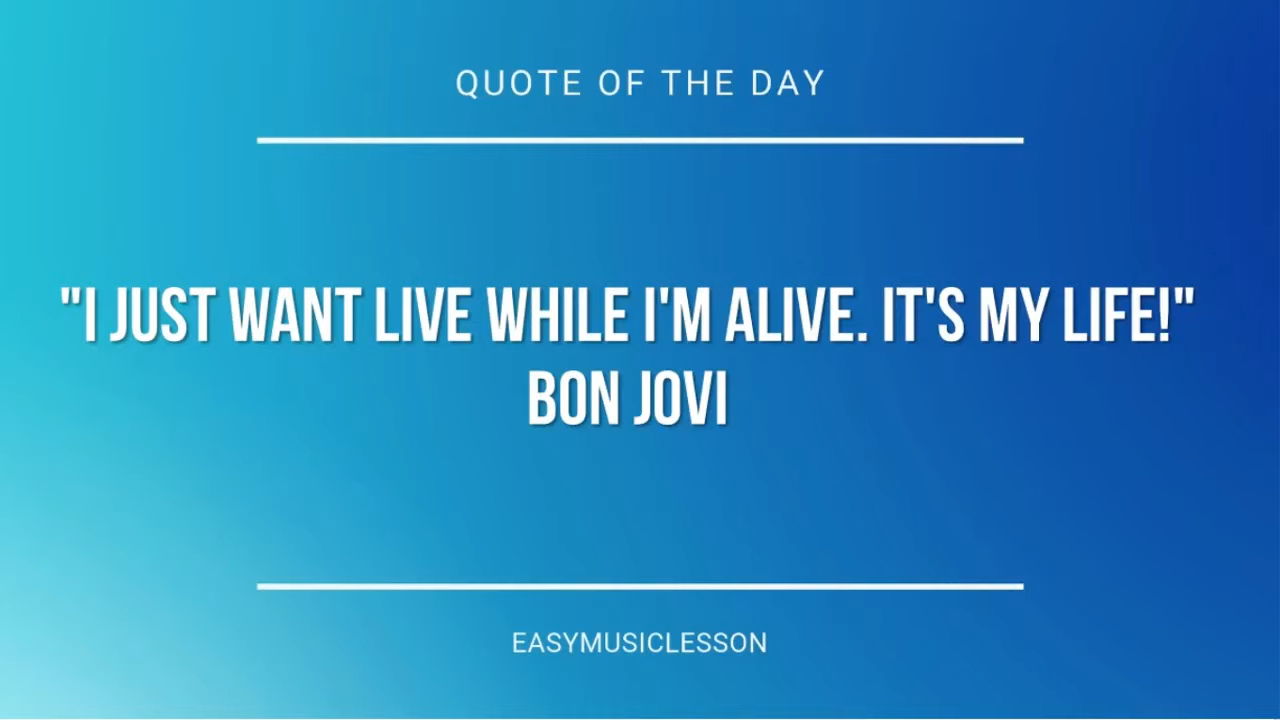 QUOTE OF THE DAY
"I JUST WANT LIVE WHILE I'M ALIVE. IT'S MY LIFE!"
BON JOVI
EASYMUSICLESSON